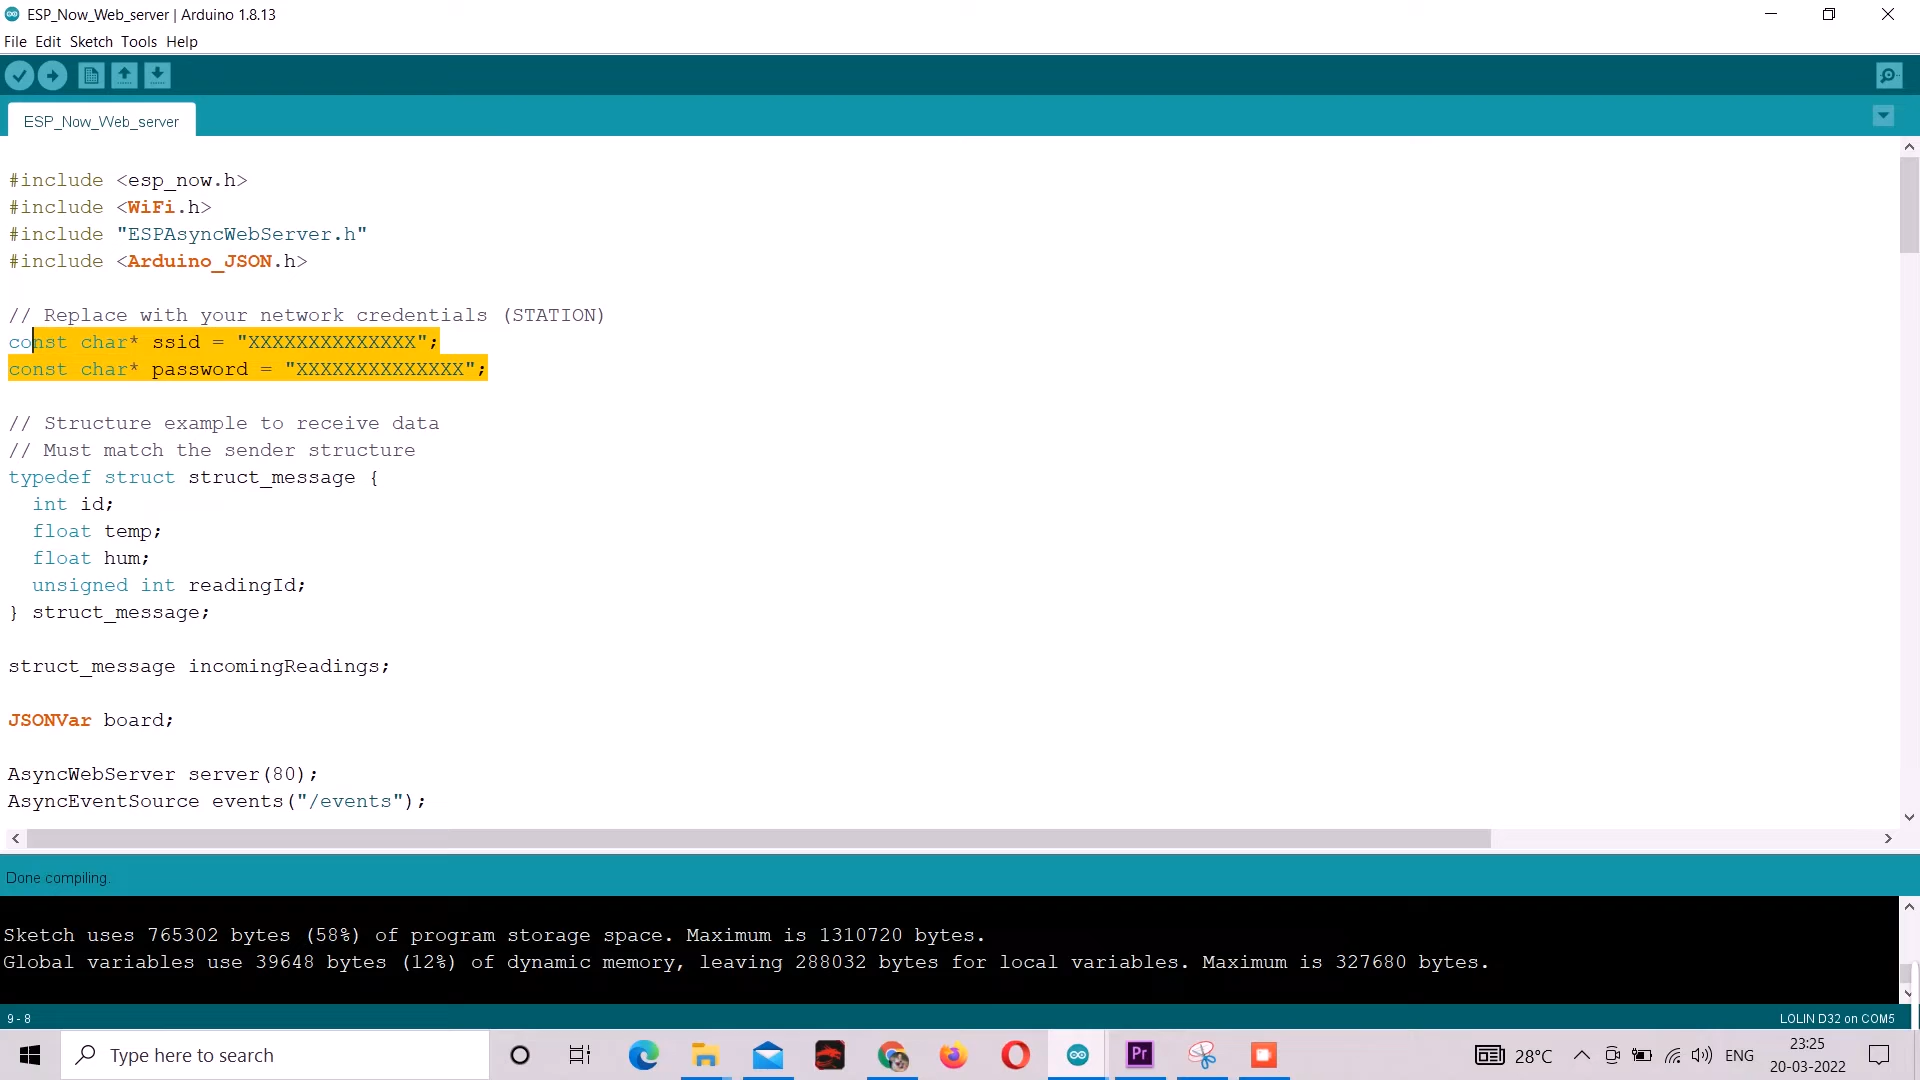 ESP_Now_Web_server | Arduino 1.8.13
File Edit Sketch Tools Help
ESP_Now_Web_server
#include <esp_now.h>
#include <WiFi.h>
#include "ESPAsyncWebServer.h"
#include <Arduino_JSON.h>
// Replace with your network credentials (STATION)
const char* ssid = "XXXXXXXXXXXXXX";
const char* password = "XXXXXXXXXXXXXX";
// Structure example to receive data
// Must match the sender structure
typedef struct struct_message {
int id;
float temp;
float hum;
unsigned int readingId;
} struct_message;
struct_message incomingReadings;
JSONVar board;
AsyncWebServer server(80);
AsyncEventSource events("/events");
Done compiling.
Sketch uses 765302 bytes (58%) of program storage space. Maximum is 1310720 bytes.
Global variables use 39648 bytes (12%) of dynamic memory, leaving 288032 bytes for local variables. Maximum is 327680 bytes.
9 - 8
LOLIN D32 on COM5
Type here to search
Pr
28°C
ENG
23:25
20-03-2022